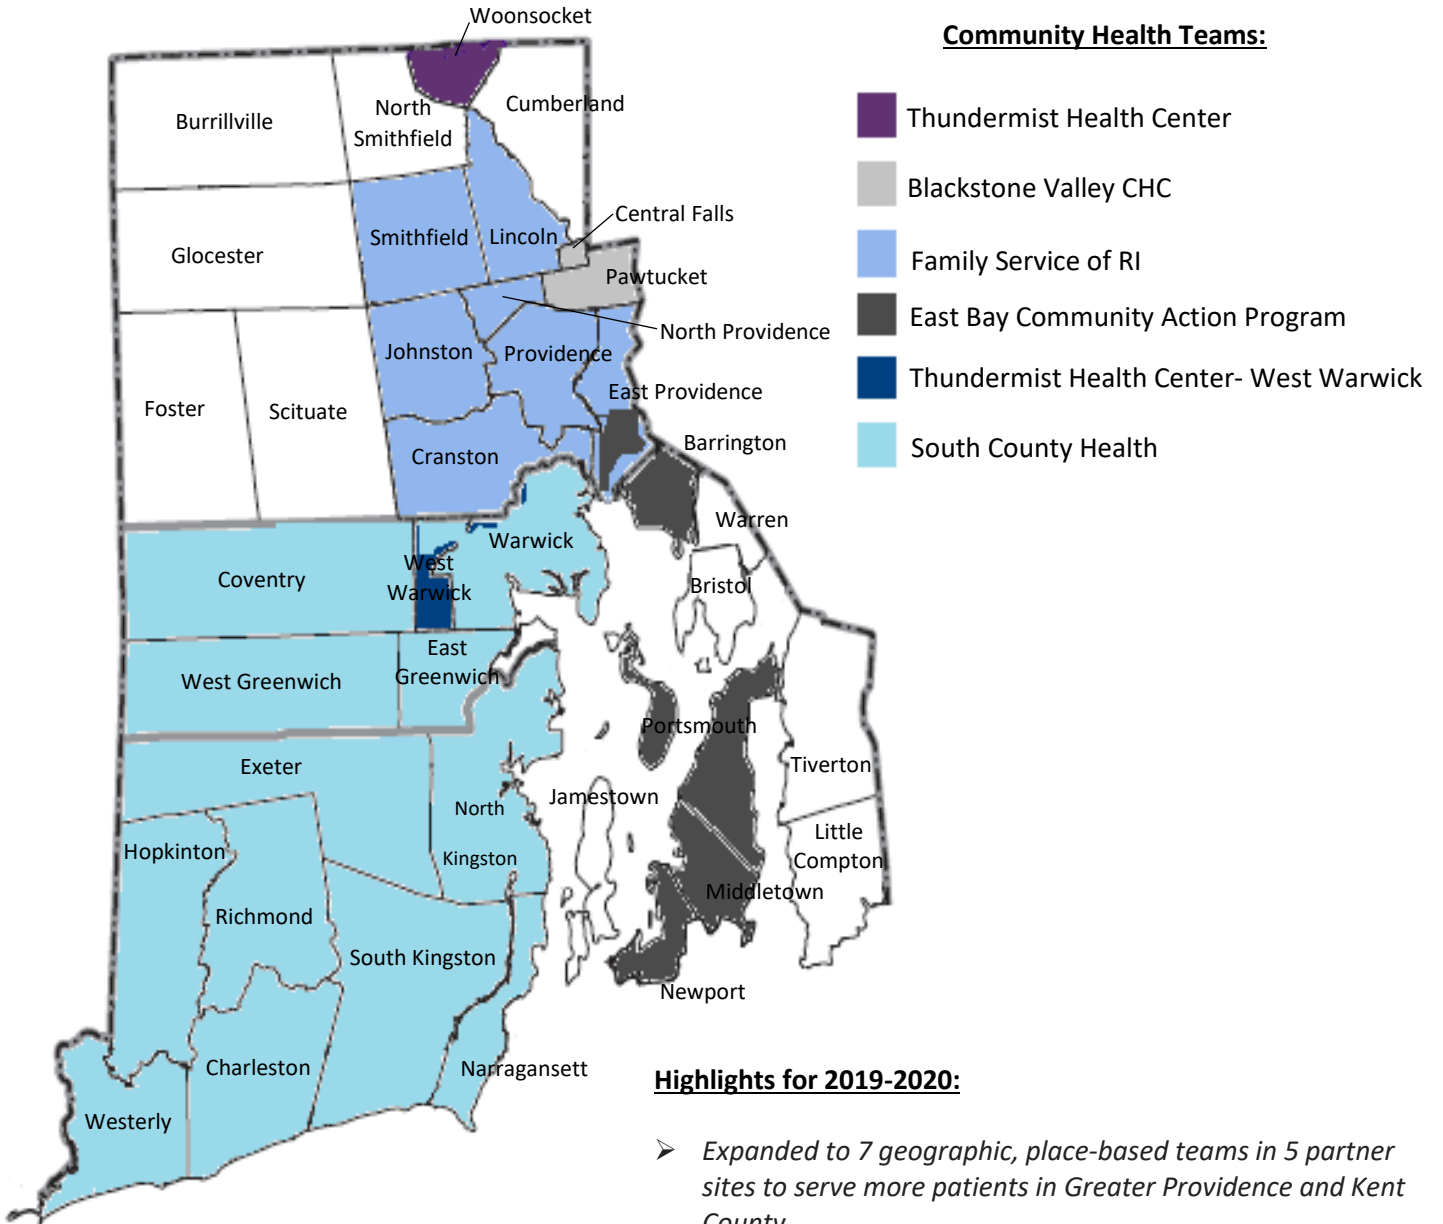 Woonsocket
Community Health Teams:
Thundermist Health Center
Blackstone Valley CHC
Family Service of RI
East Bay Community Action Program
Thundermist Health Center- West Warwick
South County Health
Burrillville
North
Smithfield
Cumberland
Central Falls
Smithfield
Lincoln
Glocester
Pawtucket
North Providence
Johnston
Providence
East Providence
Foster
Scituate
Barrington
Cranston
Warren
Warwick
West
Warwick
Coventry
Bristol
East
Greenwich
West Greenwich
Portsmouth
Tiverton
Exeter
Jamestown
North
Kingston
Little
Compton
Hopkinton
Middletown
Richmond
South Kingston
Newport
Charleston
Narragansett
Westerly
Highlights for 2019-2020:
➢ Expanded to 7 geographic, place-based teams in 5 partner
sites to serve more patients in Greater Providence and Kent
County